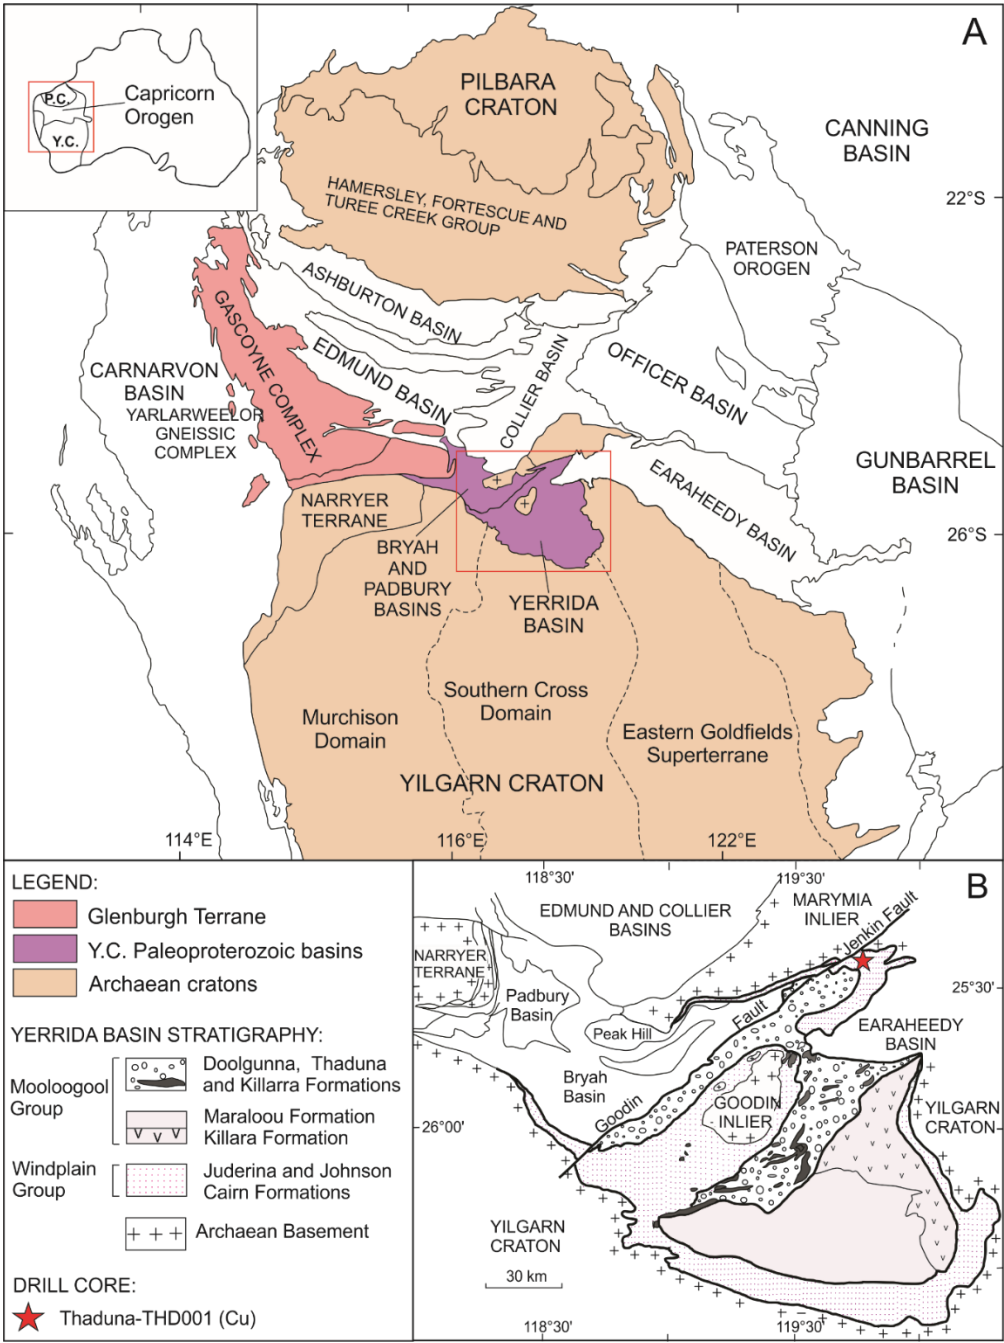 A
P.C.
Capricorn
Orogen
Y.C.
PILBARA
CRATON
CANNING
BASIN
HAMERSLEY, FORTESCUE AND
TUREE CREEK GROUP
22°S
PATERSON
OROGEN
ASHBURTON BASIN
GASCOYNE COMPLEX
EDMUND BASIN
COLLIER BASIN
OFFICER BASIN
CARNARVON
BASIN
YARLARWEELOR
GNEISSIC
COMPLEX
GUNBARREL
BASIN
EARAHEEDY BASIN
NARRYER
TERRANE
26°S
BRYAH
AND
PADBURY
BASINS
YERRIDA
BASIN
Southern Cross
Domain
Murchison
Domain
Eastern Goldfields
Superterrane
YILGARN CRATON
114°E
116°E
122°E
LEGEND:
Glenburgh Terrane
Y.C. Paleoproterozoic basins
Archaean cratons
YERRIDA BASIN STRATIGRAPHY:
Mooloogool
Group
Doolgunna, Thaduna
and Killarra Formations
Maraloou Formation
Killara Formation
Windplain
Group
Juderina and Johnson
Cairn Formations
Archaean Basement
DRILL CORE:
Thaduna-THD001 (Cu)
B
118°30'
119°30'
EDMUND AND COLLIER
BASINS
MARYMIA
INLIER
Jenkin Fault
NARRYER
TERRANE
Padbury
Basin
25°30'
Peak Hill
Fault
EARAHEEDY
BASIN
Bryah
Basin
Goodin
GOODIN
INLIER
YILGARN
CRATON
26°00'
YILGARN
CRATON
30 km
118°30'
119°30'